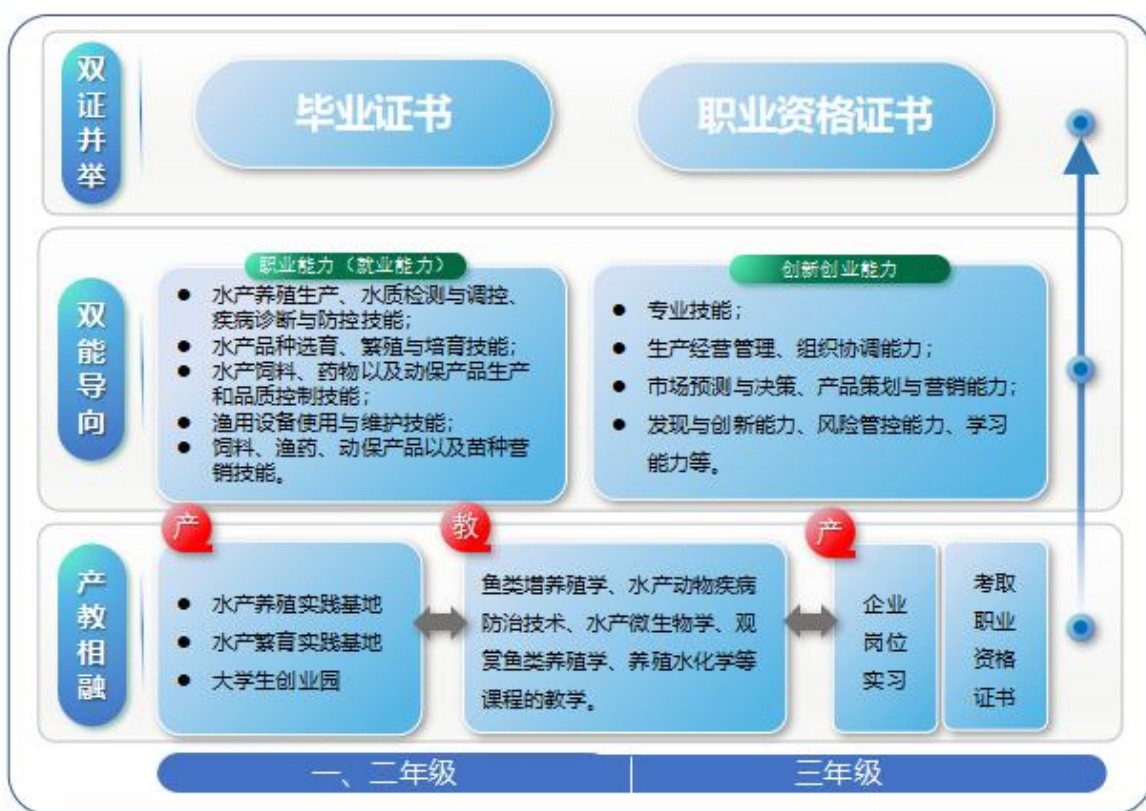 双证并举
毕业证书
职业资格证书
双能导向
职业能力（就业能力）
● 水产养殖生产、水质检测与调控、
疾病诊断与防控技能；
● 水产品种选育、繁殖与培育技能；
● 水产饲料、药物以及动保产品生产
和品质控制技能；
● 渔用设备使用与维护技能；
● 饲料、渔药、动保产品以及苗种营
销技能。
创新创业能力
● 专业技能；
● 生产经营管理、组织协调能力；
● 市场预测与决策、产品策划与营销能力；
● 发现与创新能力、风险管控能力、学习
能力等。
产教相融
产
● 水产养殖实践基地
● 水产繁育实践基地
● 大学生创业园
教
鱼类增养殖学、水产动物疾病
防治技术、水产微生物学、观
赏鱼类养殖学、养殖水化学等
课程的教学。
产
企业
岗位
实习
考取
职业
资格
证书
一、二年级
三年级